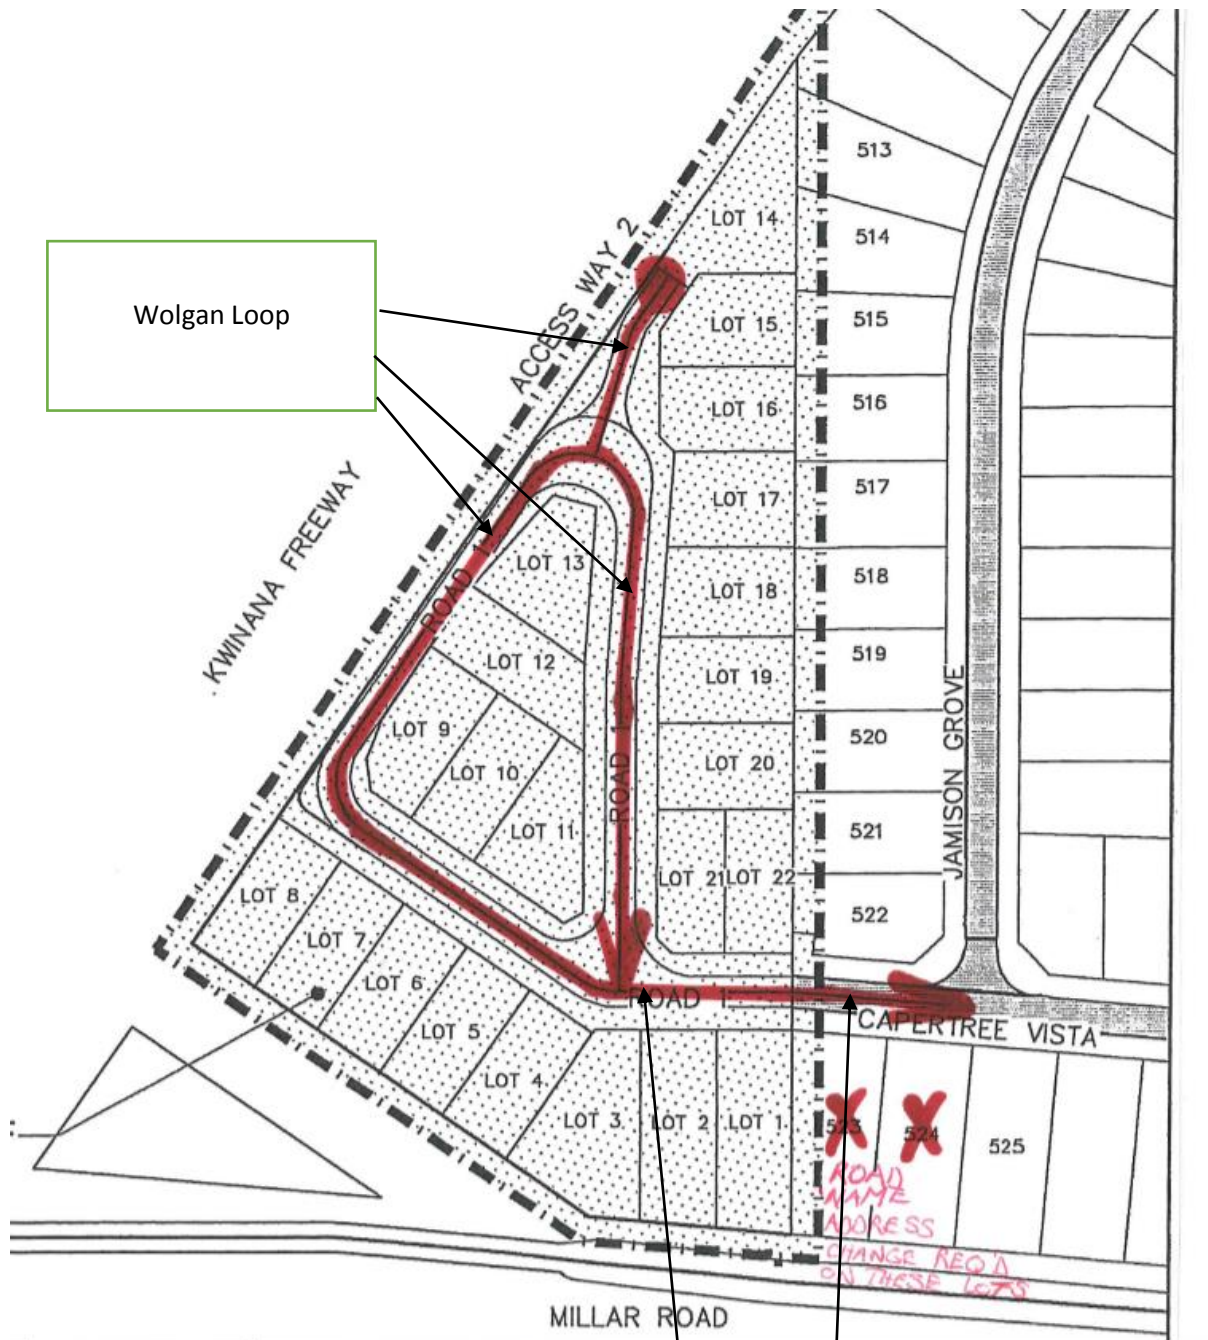 513
LOT 14
514
ACCESS WAY 2
Wolgan Loop
LOT 15
515
LOT 16
516
LOT 17
517
KWINANA FREEWAY
LOT 13
ROAD 1
LOT 18
518
LOT 12
LOT 19
519
LOT 9
LOT 10
LOT 20
520
ROAD 1
JAMISON GROVE
LOT 11
521
LOT 21
LOT 22
LOT 8
522
LOT 7
LOT 6
ROAD 1
LOT 5
CAPERTREE VISTA
LOT 4
LOT 3
LOT 2
LOT 1
523
524
525
ROAD
NAME
ADDRESS
CHANGE REQ'D
ON THESE LOTS
MILLAR ROAD